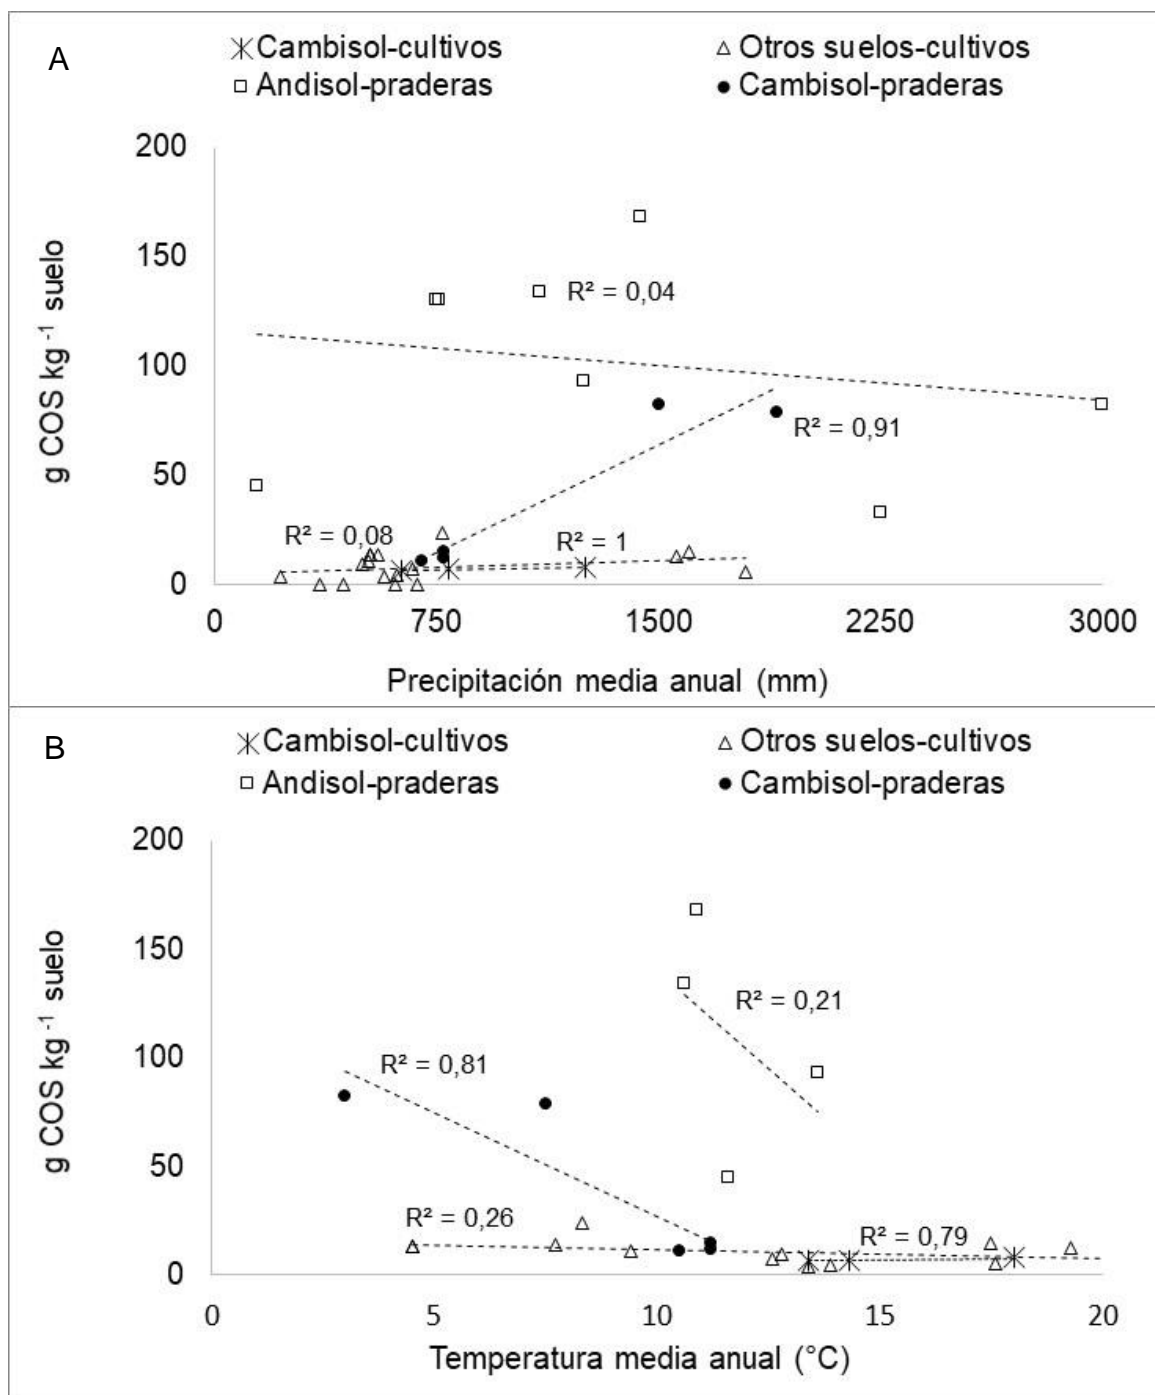 A
Cambisol-cultivos
Otros suelos-cultivos
Andisol-praderas
Cambisol-praderas
200
150
100
50
0
g COS kg -1 suelo
R² = 0,04
R² = 0,91
R² = 0,08
R² = 1
0 750 1500 2250 3000
Precipitación media anual (mm)
B
Cambisol-cultivos
Otros suelos-cultivos
Andisol-praderas
Cambisol-praderas
200
150
100
50
0
g COS kg -1 suelo
R² = 0,21
R² = 0,81
R² = 0,26
R² = 0,79
0 5 10 15 20
Temperatura media anual (°C)